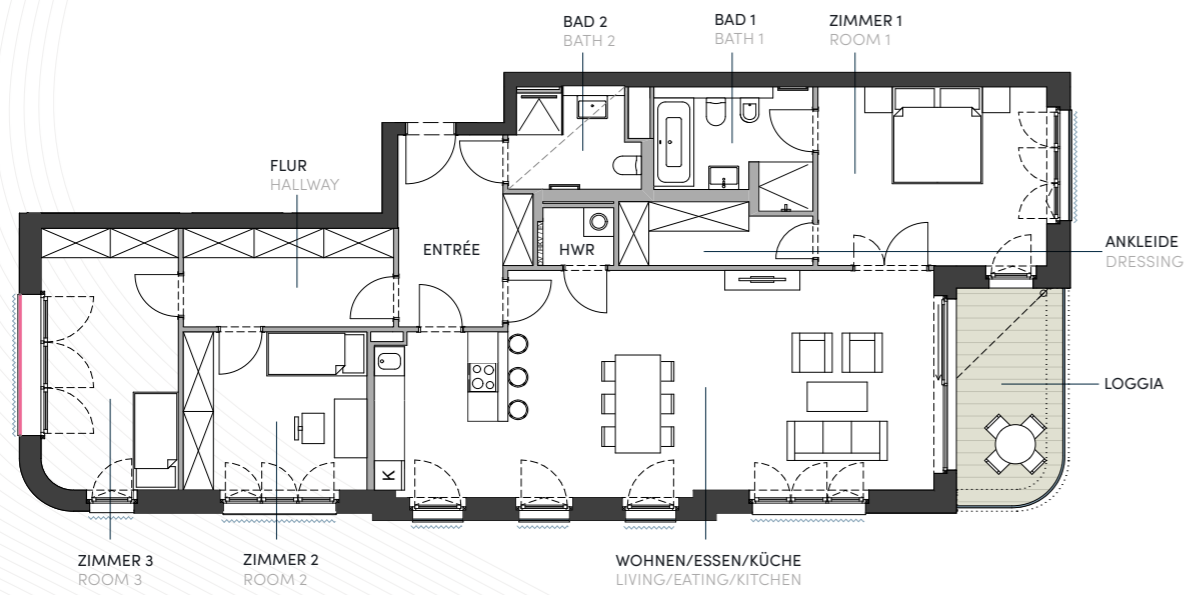 BAD 2
BATH 2
BAD 1
BATH 1
ZIMMER 1
ROOM 1
FLUR
HALLWAY
ENTRÉE
HWR
ANKLEIDE
DRESSING
LOGGIA
K
ZIMMER 3
ROOM 3
ZIMMER 2
ROOM 2
WOHNEN/ESSEN/KÜCHE
LIVING/EATING/KITCHEN